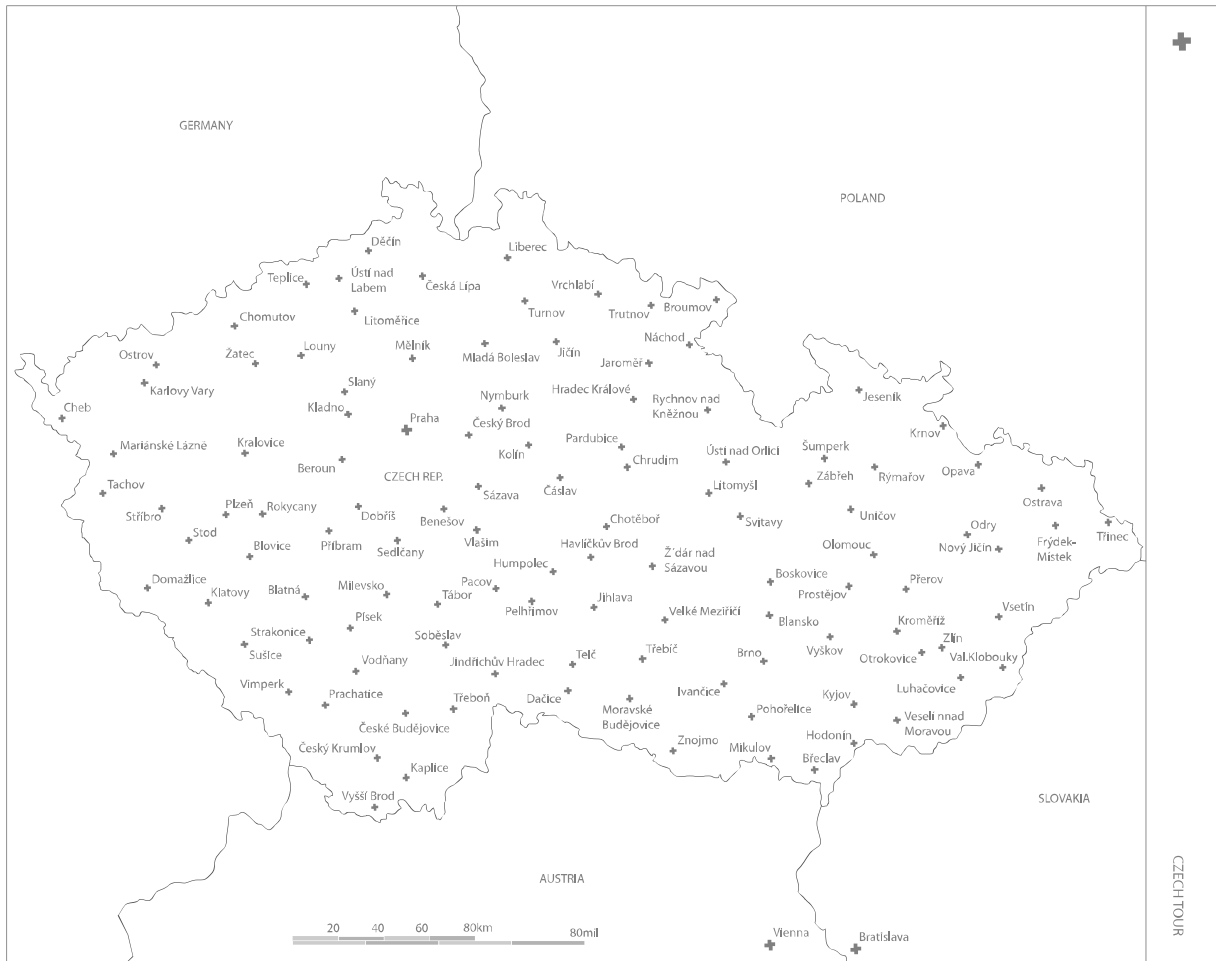 GERMANY
POLAND
Děčín
Liberec
Teplice
Ústí nad
Labem
Česká Lípa
Vrchlabí
Trutnov
Broumov
Chomutov
Litoměřice
Turnov
Náchod
Ostrov
Žatec
Louny
Mělník
Mladá Boleslav
Jíčín
Jaroměř
Karlovy Vary
Slaný
Nymburk
Hradec Králové
Rychnov nad
Kněžnou
Jeseník
Cheb
Kladno
Praha
Český Brod
Krnov
Mariánské Lázně
Kralovice
Beroun
CZECH REP.
Kolín
Pardubice
Chrudim
Ústí nad Orlicí
Šumperk
Zábřeh
Rýmařov
Opava
Tachov
Sázava
Čáslav
Litomyšl
Ostrava
Stříbro
Plzeň
Rokycany
Dobříš
Benešov
Chotěboř
Svitavy
Uničov
Stod
Příbram
Sedlčany
Vlašim
Havlíčkův Brod
Olomouc
Odry
Nový Jičín
Frýdek-
Místek
Třinec
Blovice
Humpolec
Ž´dár nad
Sázavou
Boskovice
Prostějov
Přerov
Domažlice
Klatovy
Blatná
Milevsko
Tábor
Pacov
Pelhřimov
Jihlava
Velké Meziříčí
Blansko
Vsetín
Strakonice
Sušice
Písek
Soběslav
Vyškov
Kroměříž
Otrokovice
Zlín
Val.Klobouky
Vimperk
Vodňany
Jindřichův Hradec
Telč
Třebíč
Brno
Luhačovice
Prachatice
České Budějovice
Třeboň
Dačice
Moravské
Budějovice
Ivančice
Pohořelice
Kyjov
Veselí nnad
Moravou
Český Krumlov
Kaplice
Znojmo
Mikulov
Hodonín
Břeclav
Vyšší Brod
SLOVAKIA
AUSTRIA
20 40 60 80km
80mil
Vienna
Bratislava
CZECH TOUR